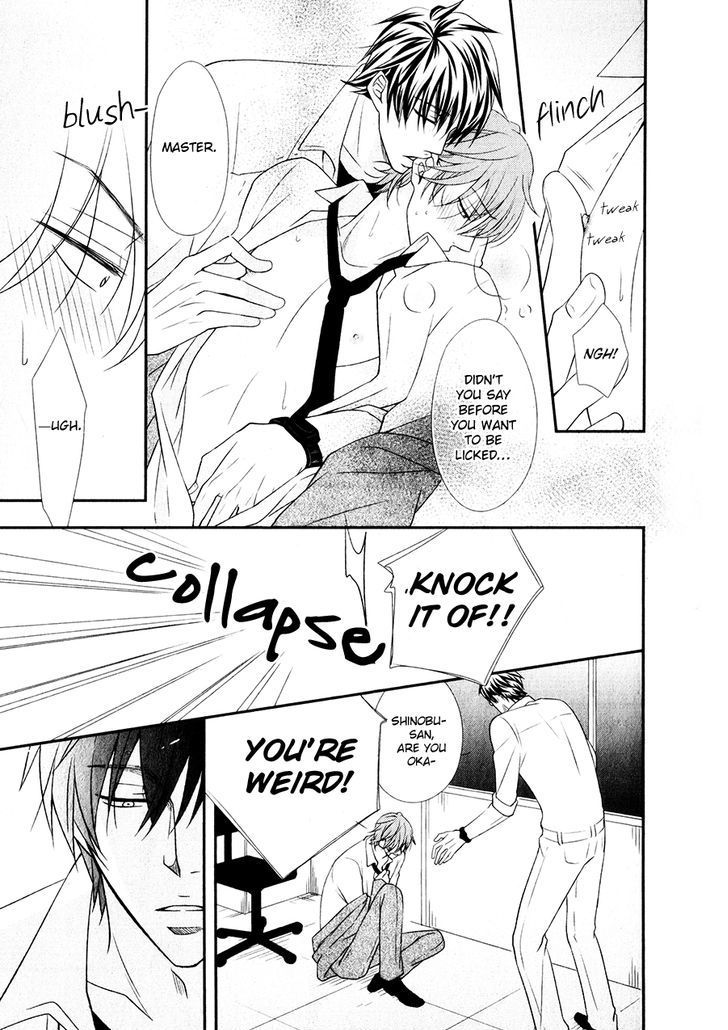 flinch
tweak
tweak
NGH!
MASTER.
DIDN'T
YOU SAY
BEFORE
YOU WANT
TO BE
LICKED...
blush-
—UGH.
KNOCK
IT OF!!
collapse
SHINOBU-
SAN,
ARE YOU
OKA-
YOU'RE
WEIRD!